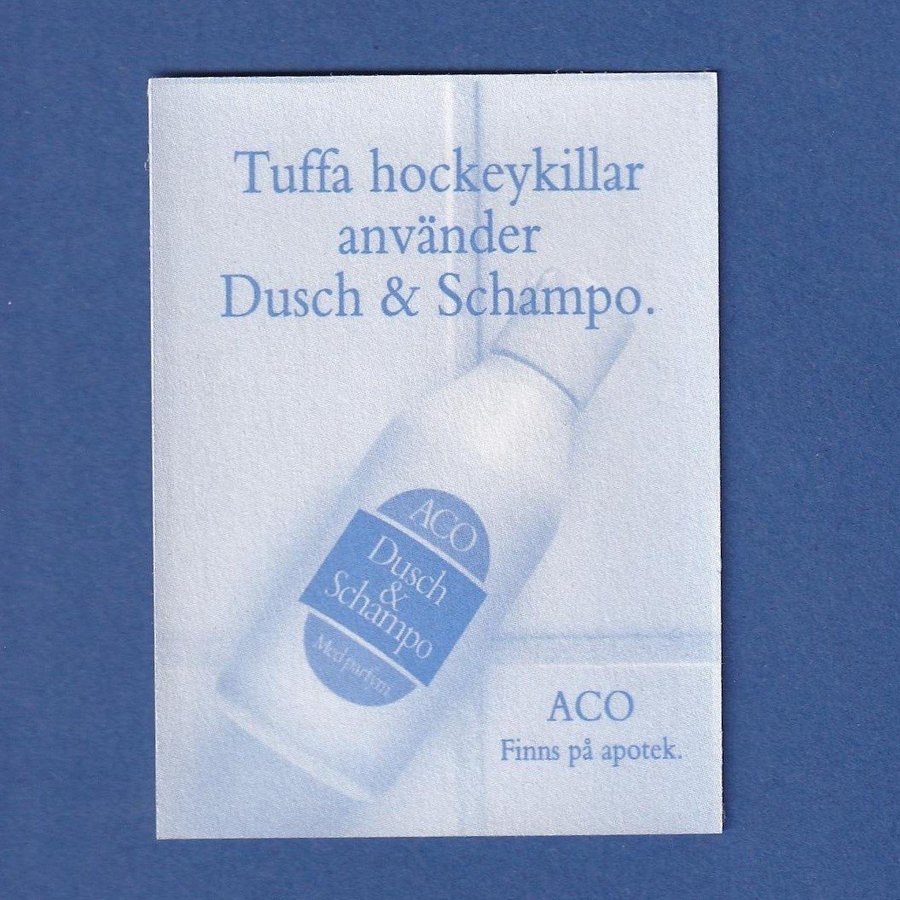 Tuffa hockeykillar
använder
Dusch & Schampo.
ACO
Dusch
&
Schampo
Med parfym.
ACO
Finns på apotek.